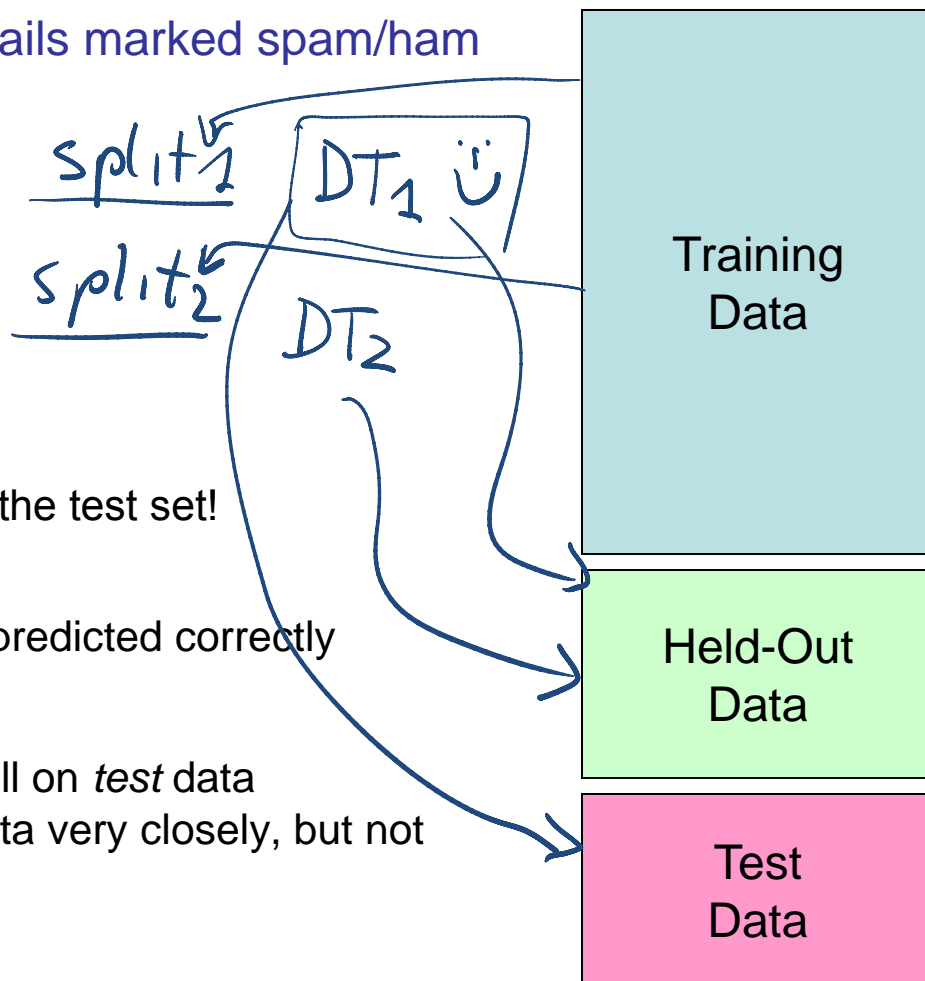 ails marked spam/ham
split1 DT1
split2
DT2
the test set!
predicted correctly
ll on test data
ta very closely, but not
Training
Data
Held-Out
Data
Test
Data